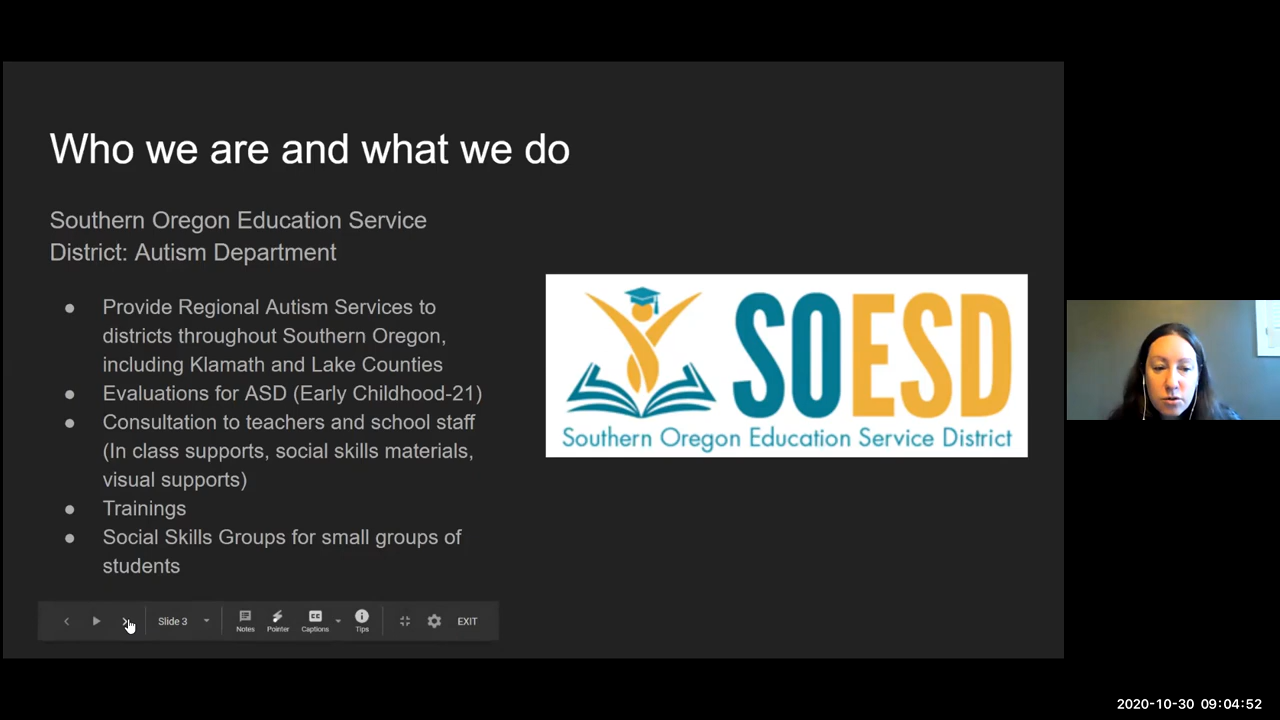 Who we are and what we do
Southern Oregon Education Service
District: Autism Department
● Provide Regional Autism Services to
districts throughout Southern Oregon,
including Klamath and Lake Counties
● Evaluations for ASD (Early Childhood-21)
● Consultation to teachers and school staff
(In class supports, social skills materials,
visual supports)
● Trainings
● Social Skills Groups for small groups of
students
SOESD
Southern Oregon Education Service District
Slide 3
Notes
Pointer
CC
Captions
Tips
EXIT
2020-10-30 09:04:52